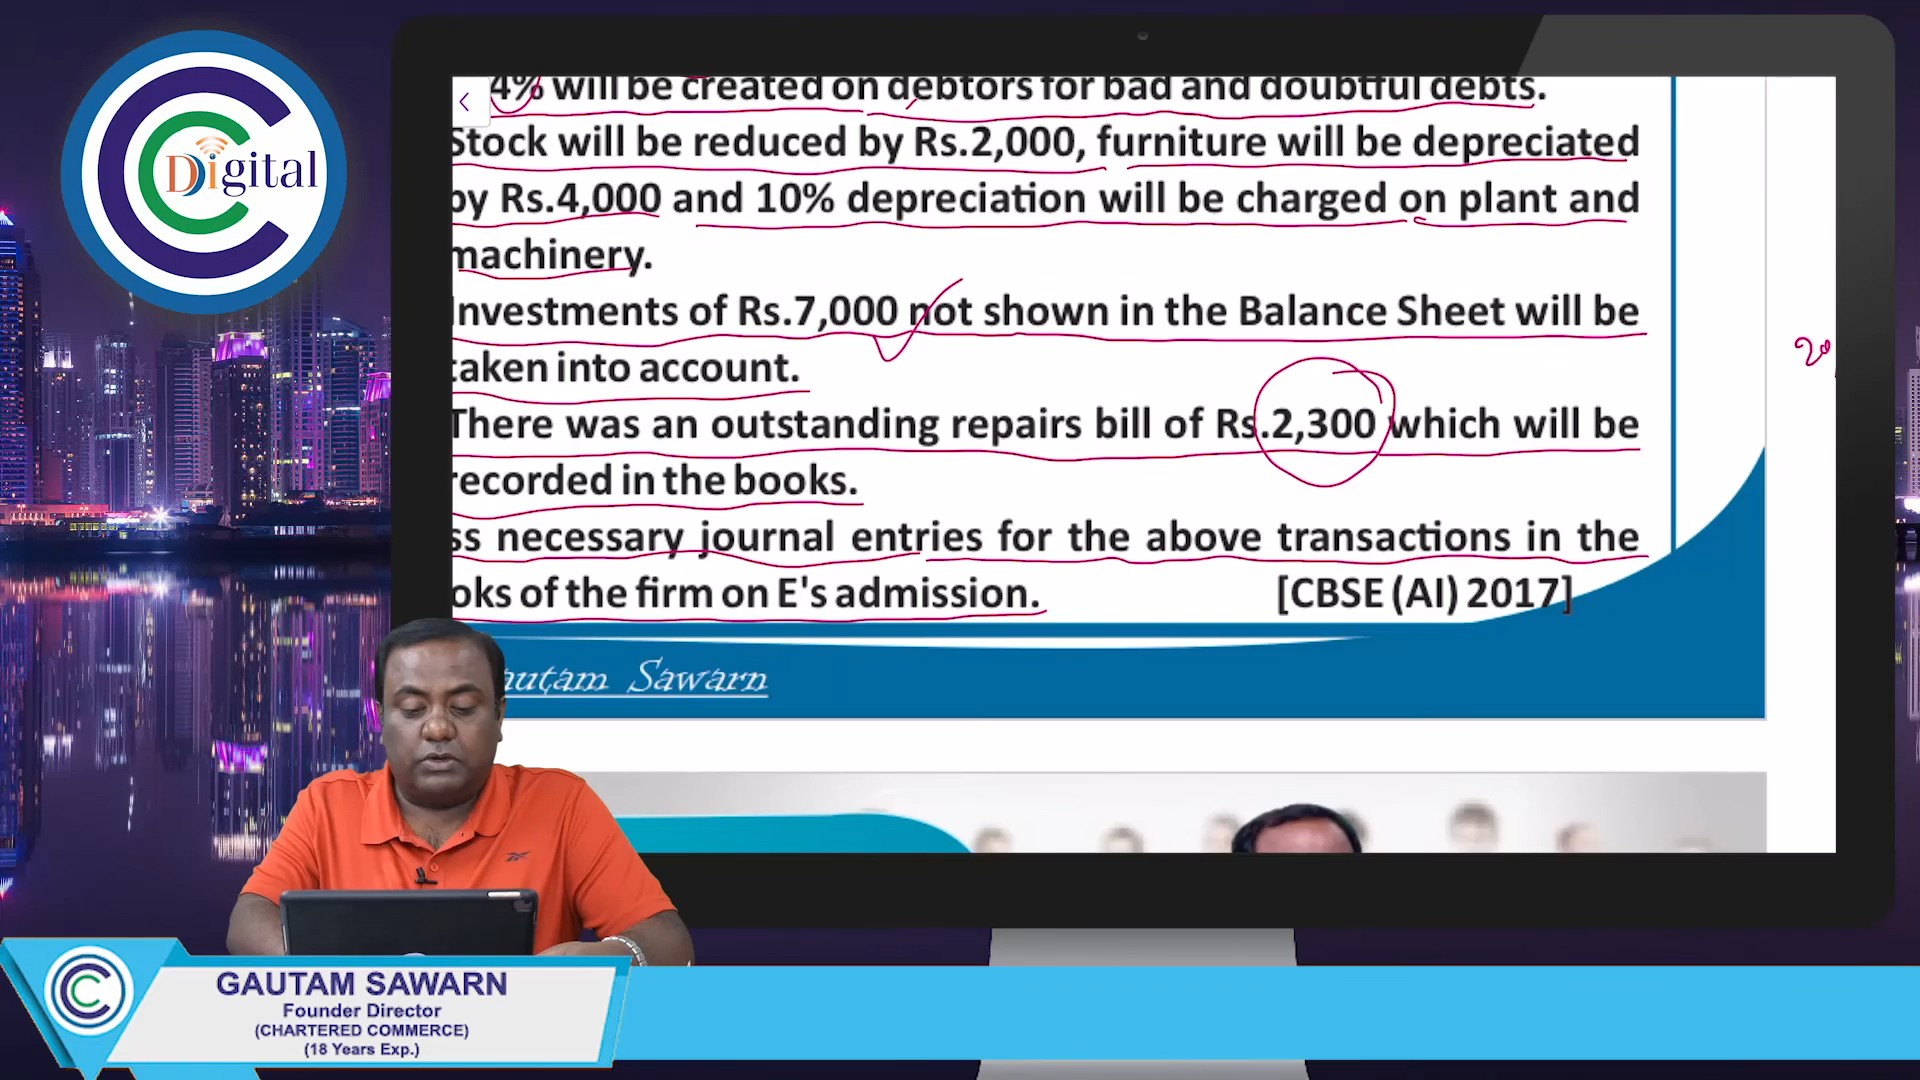 Digital
4% will be created on debtors for bad and doubtful debts.
Stock will be reduced by Rs.2,000, furniture will be depreciated
by Rs.4,000 and 10% depreciation will be charged on plant and
machinery.
Investments of Rs.7,000 not shown in the Balance Sheet will be
taken into account.
There was an outstanding repairs bill of Rs.2,300 which will be
recorded in the books.
ss necessary journal entries for the above transactions in the
oks of the firm on E's admission. [CBSE (AI) 2017]
utam Sawarn
GAUTAM SAWARN
Founder Director
(CHARTERED COMMERCE)
(18 Years Exp.)